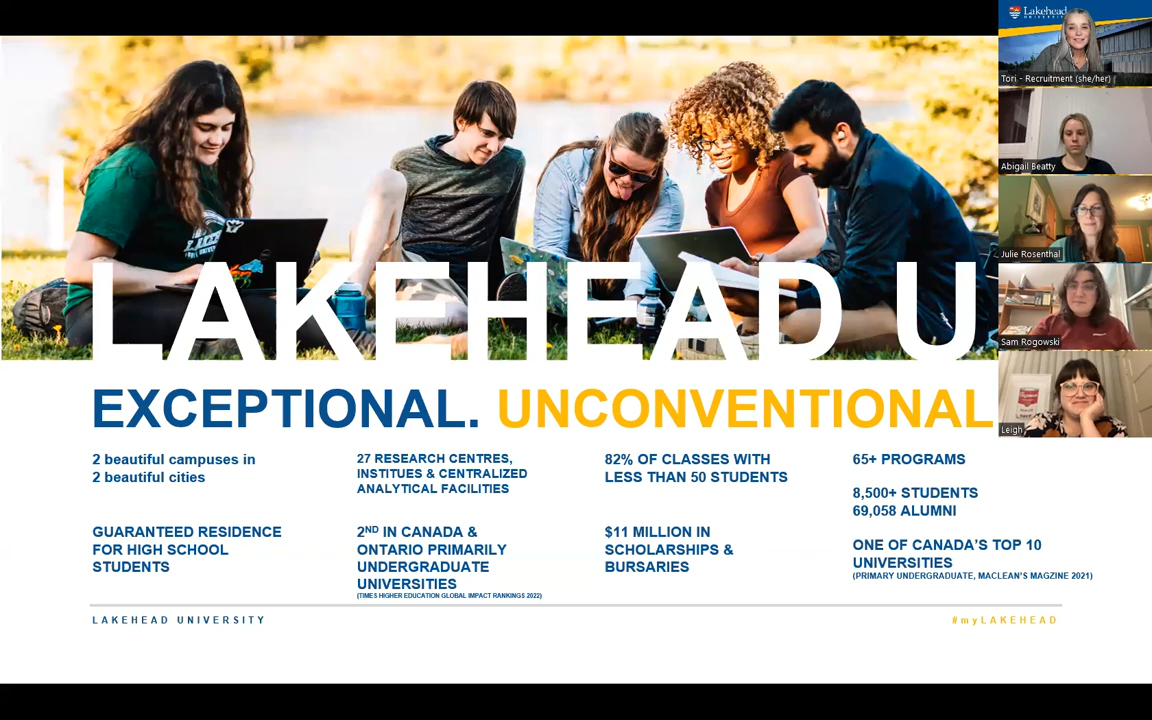 LAKEHEAD U
EXCEPTIONAL. UNCONVENTIONAL
2 beautiful campuses in
2 beautiful cities
GUARANTEED RESIDENCE
FOR HIGH SCHOOL
STUDENTS
27 RESEARCH CENTRES,
INSTITUES & CENTRALIZED
ANALYTICAL FACILITIES
2ND IN CANADA &
ONTARIO PRIMARILY
UNDERGRADUATE
UNIVERSITIES
(TIMES HIGHER EDUCATION GLOBAL IMPACT RANKINGS 2022)
82% OF CLASSES WITH
LESS THAN 50 STUDENTS
$11 MILLION IN
SCHOLARSHIPS &
BURSARIES
65+ PROGRAMS
8,500+ STUDENTS
69,058 ALUMNI
ONE OF CANADA'S TOP 10
UNIVERSITIES
(PRIMARY UNDERGRADUATE, MACLEAN'S MAGZINE 2021)
LAKEHEAD UNIVERSITY
#myLAKEHEAD
Lakehead
UNIVERSITY
Tori - Recruitment (she/her)
Abigail Beatty
Julie Rosenthal
Sam Rogowski
Leigh